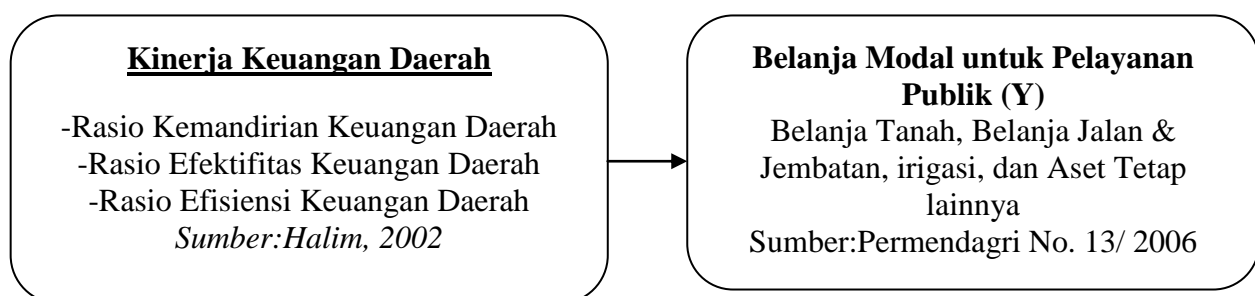 Kinerja Keuangan Daerah
-Rasio Kemandirian Keuangan Daerah
-Rasio Efektifitas Keuangan Daerah
-Rasio Efisiensi Keuangan Daerah
Sumber:Halim, 2002
Belanja Modal untuk Pelayanan
Publik (Y)
Belanja Tanah, Belanja Jalan &
Jembatan, irigasi, dan Aset Tetap
lainnya
Sumber:Permendagri No. 13/ 2006